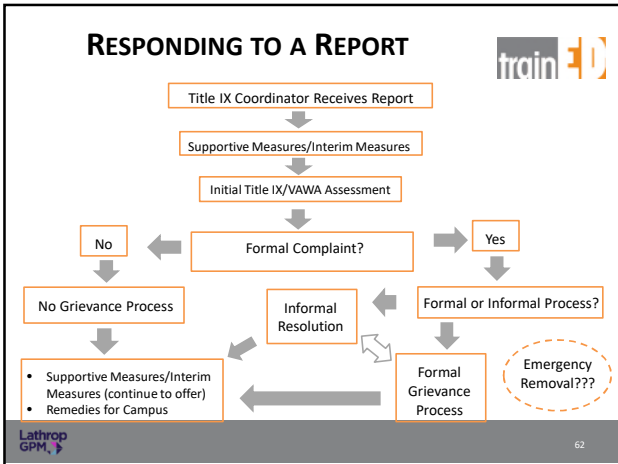 RESPONDING TO A REPORT
train ED
Title IX Coordinator Receives Report
Supportive Measures/Interim Measures
Initial Title IX/VAWA Assessment
No
Formal Complaint?
Yes
No Grievance Process
Informal
Resolution
Formal or Informal Process?
• Supportive Measures/Interim
Measures (continue to offer)
• Remedies for Campus
Formal
Grievance
Process
Emergency
Removal???
Lathrop
GPM
62